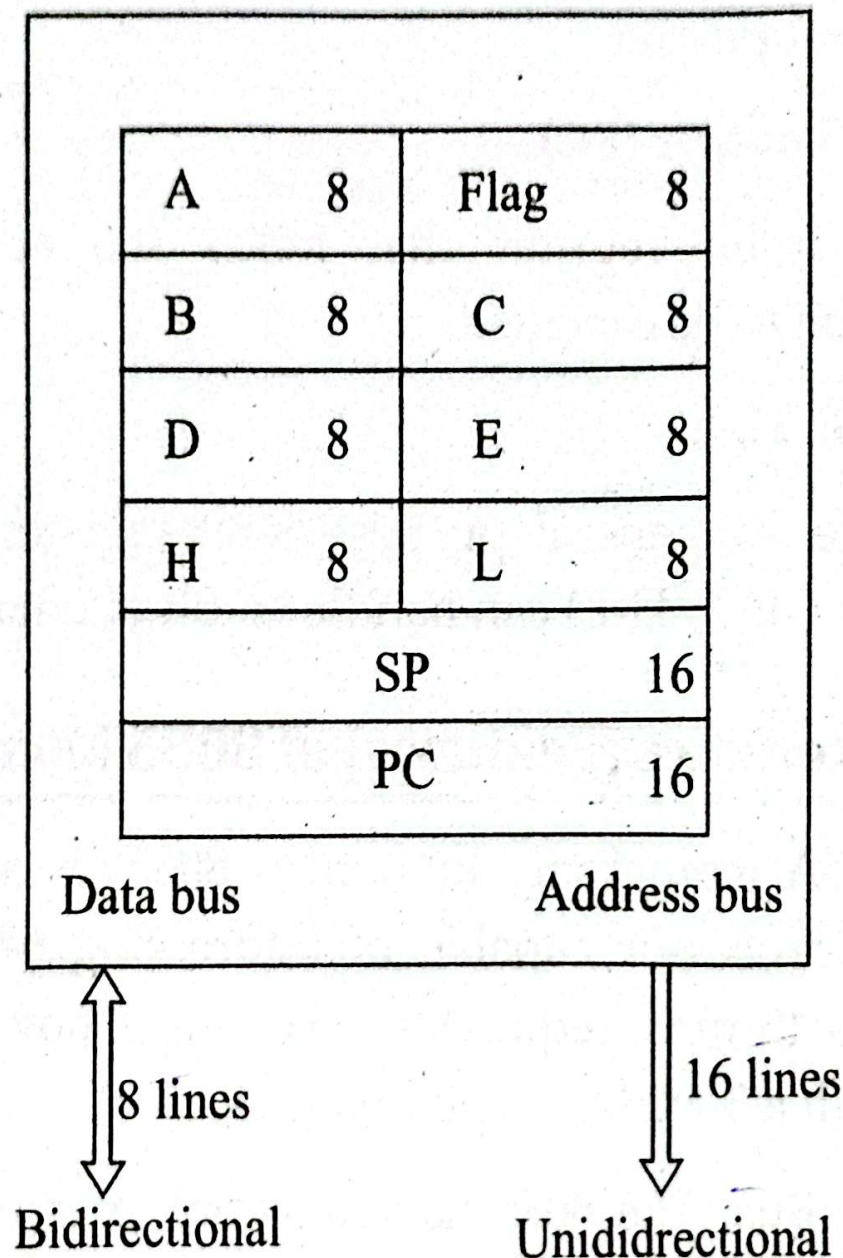 A 8 Flag 8
B 8 C 8
D 8 E 8
H 8 L 8
SP 16
PC 16
Data bus Address bus
8 lines 16 lines
Bidirectional Unididrectional